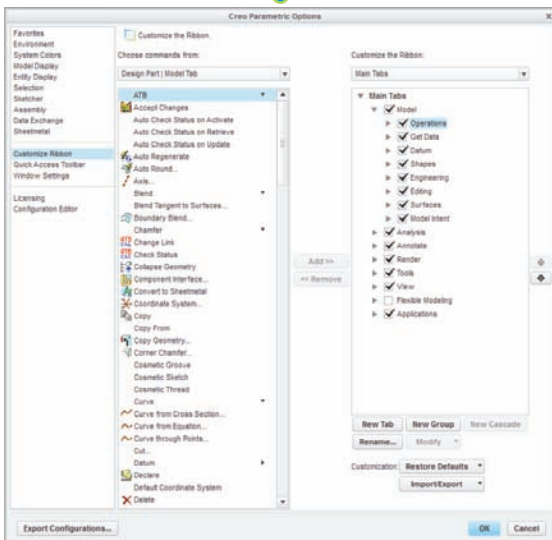 Creo Parametric Options
Favorites
Environment
System Colors
Model Display
Entity Display
Selection
Sketcher
Assembly
Data Exchange
Sheetmetal
Customize Ribbon
Quick Access Toolbar
Window Settings
Licensing
Configuration Editor
Customize the Ribbon.
Choose commands from:
Design Part | Model Tab
ATB
Accept Changes
Auto Check Status on Activate
Auto Check Status on Retrieve
Auto Check Status on Update
Auto Regenerate
Auto Round...
Axis...
Blend
Blend Tangent to Surfaces...
Boundary Blend...
Chamfer
Change Link
Check Status
Collapse Geometry
Component Interface...
Convert to Sheetmetal
Coordinate System...
Copy
Copy From
Copy Geometry...
Corner Chamfer...
Cosmetic Groove
Cosmetic Sketch
Cosmetic Thread
Curve
Curve from Cross Section...
Curve from Equation...
Curve through Points...
Cut...
Datum
Declare
Default Coordinate System
Delete
Add >>
<< Remove
Customize the Ribbon:
Main Tabs
Main Tabs
Model
Operations
Get Data
Datum
Shapes
Engineering
Editing
Surfaces
Model Intent
Analysis
Annotate
Render
Tools
View
Flexible Modeling
Applications
New Tab New Group New Cascade
Rename... Modify
Customization: Restore Defaults
Import/Export
Export Configurations...
OK Cancel